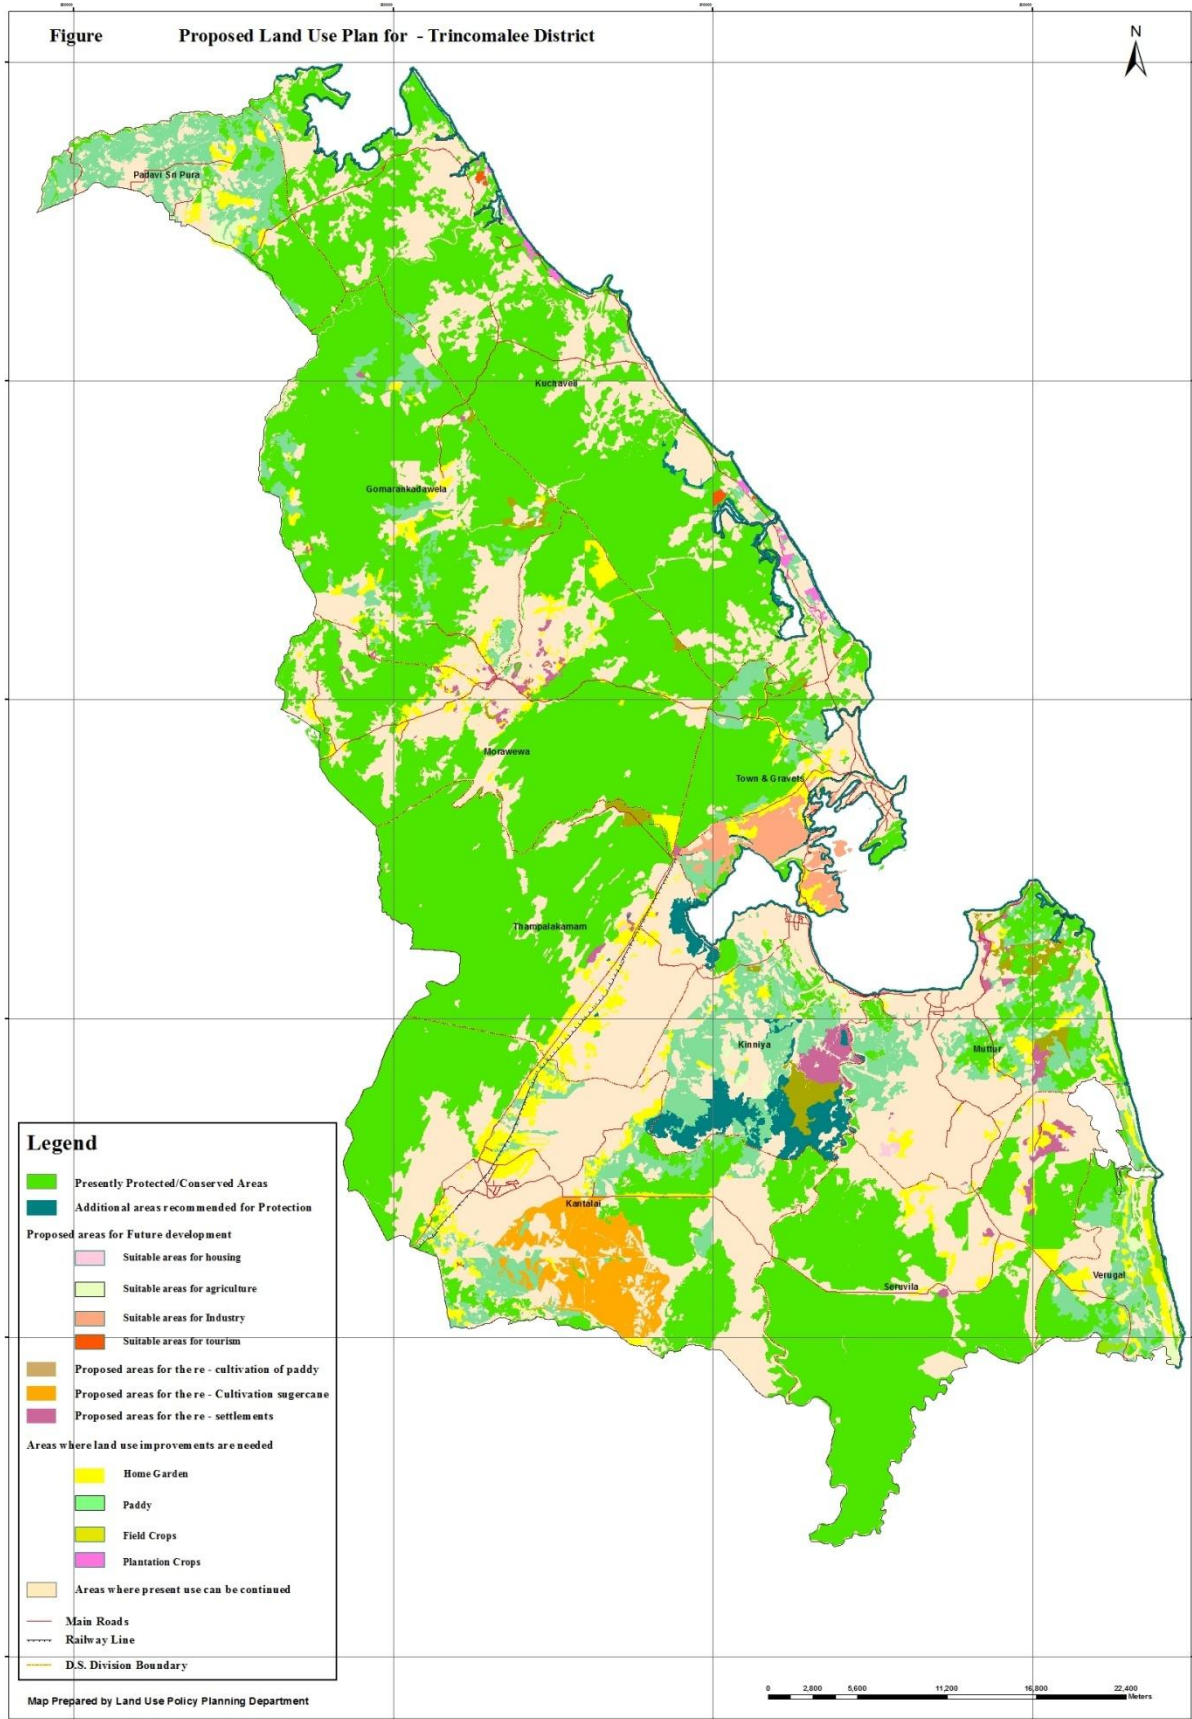 Figure Proposed Land Use Plan for - Trincomalee District
N
Padavi Sri Pura
Kuchaveli
Gomarankadawela
Morawewa
Town & Gravets
Thampalakamam
Kinniya
Muttur
Kantalai
Seruvila
Verugal
Legend
Presently Protected/Conserved Areas
Additional areas recommended for Protection
Proposed areas for Future development
Suitable areas for housing
Suitable areas for agriculture
Suitable areas for Industry
Suitable areas for tourism
Proposed areas for the re - cultivation of paddy
Proposed areas for the re - Cultivation sugercane
Proposed areas for the re - settlements
Areas where land use improvements are needed
Home Garden
Paddy
Field Crops
Plantation Crops
Areas where present use can be continued
Main Roads
Railway Line
D.S. Division Boundary
Map Prepared by Land Use Policy Planning Department
0 2,800 5,600 11,200 16,800 22,400
Meters